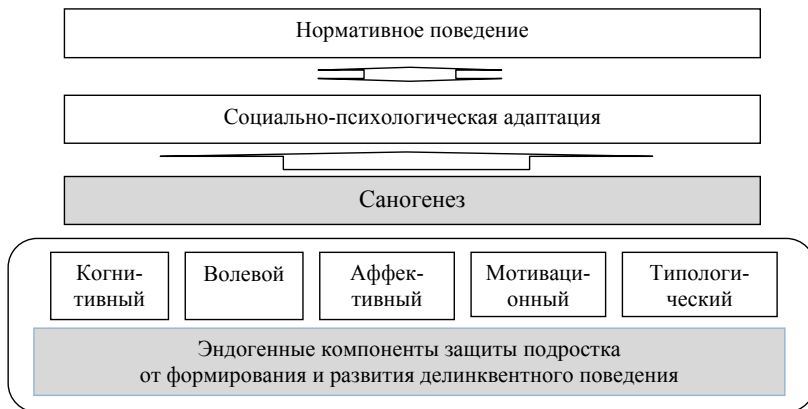 Нормативное поведение
Социально-психологическая адаптация
Саногенез
Когни-
тивный
Волевой
Аффек-
тивный
Мотиваци-
онный
Типологи-
ческий
Эндогенные компоненты защиты подростка
от формирования и развития делинквентного поведения